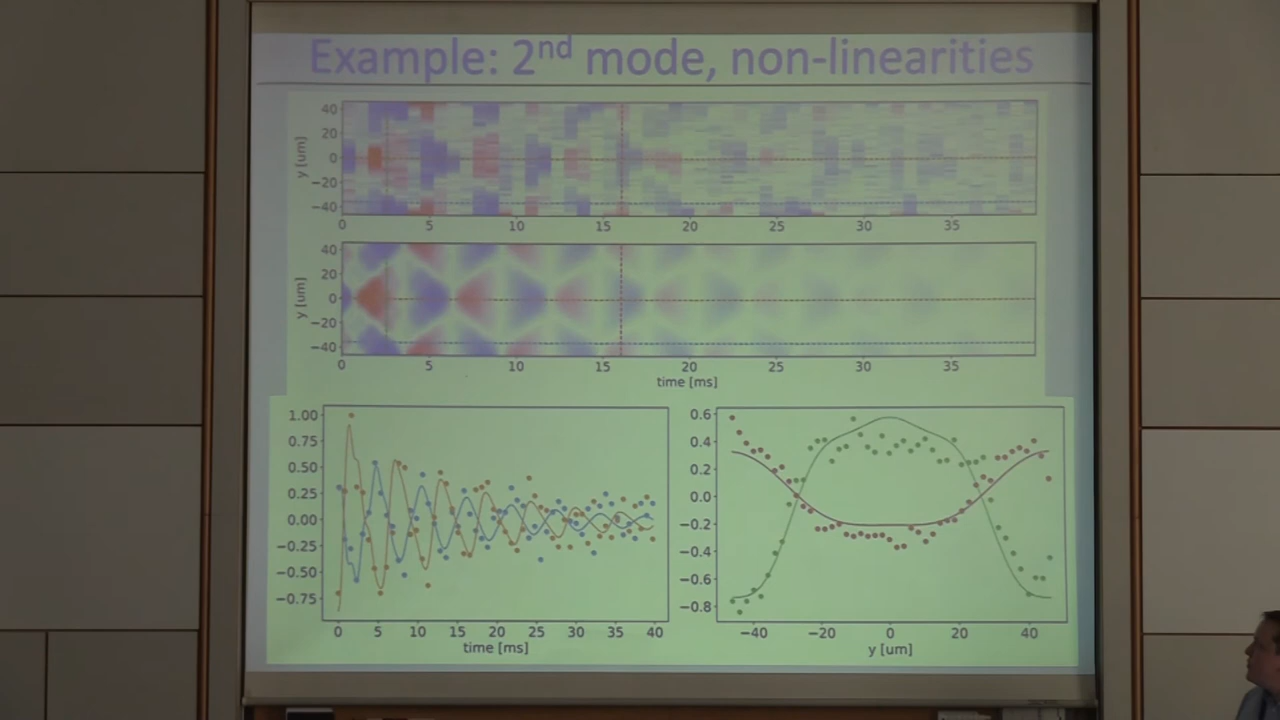 Example: 2nd mode, non-linearities
y [um]
40
20
0
−20
−40
0 5 10 15 20 25 30 35
y [um]
40
20
0
−20
−40
0 5 10 15 20 25 30 35
time [ms]
1.00
0.75
0.50
0.25
0.00
−0.25
−0.50
−0.75
0 5 10 15 20 25 30 35 40
time [ms]
0.6
0.4
0.2
0.0
−0.2
−0.4
−0.6
−0.8
−40 −20 0 20 40
y [um]